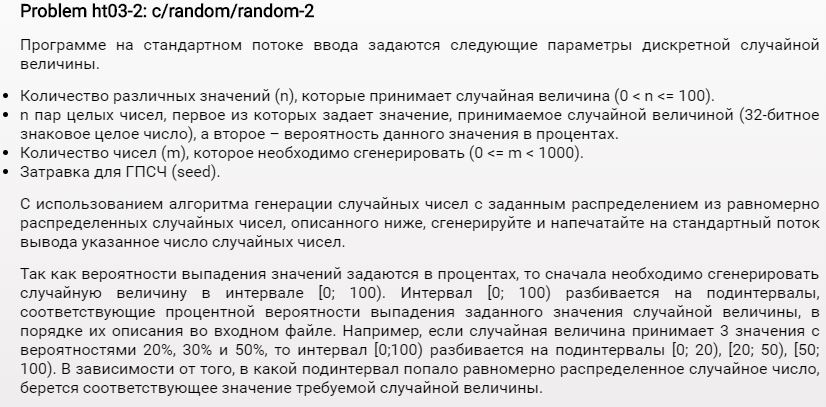 Problem ht03-2: c/random/random-2
Программе на стандартном потоке ввода задаются следующие параметры дискретной случайной
величины.
• Количество различных значений (n), которые принимает случайная величина (0 < n <= 100).
• n пар целых чисел, первое из которых задает значение, принимаемое случайной величиной (32-битное
знаковое целое число), а второе – вероятность данного значения в процентах.
• Количество чисел (m), которое необходимо сгенерировать (0 <= m < 1000).
• Затравка для ГПСЧ (seed).
С использованием алгоритма генерации случайных чисел с заданным распределением из равномерно
распределенных случайных чисел, описанного ниже, сгенерируйте и напечатайте на стандартный поток
вывода указанное число случайных чисел.
Так как вероятности выпадения значений задаются в процентах, то сначала необходимо сгенерировать
случайную величину в интервале [0; 100). Интервал [0; 100) разбивается на подинтервалы,
соответствующие процентной вероятности выпадения заданного значения случайной величины, в
порядке их описания во входном файле. Например, если случайная величина принимает 3 значения с
вероятностями 20%, 30% и 50%, то интервал [0;100) разбивается на подинтервалы [0; 20), [20; 50), [50;
100). В зависимости от того, в какой подинтервал попало равномерно распределенное случайное число,
берется соответствующее значение требуемой случайной величины.